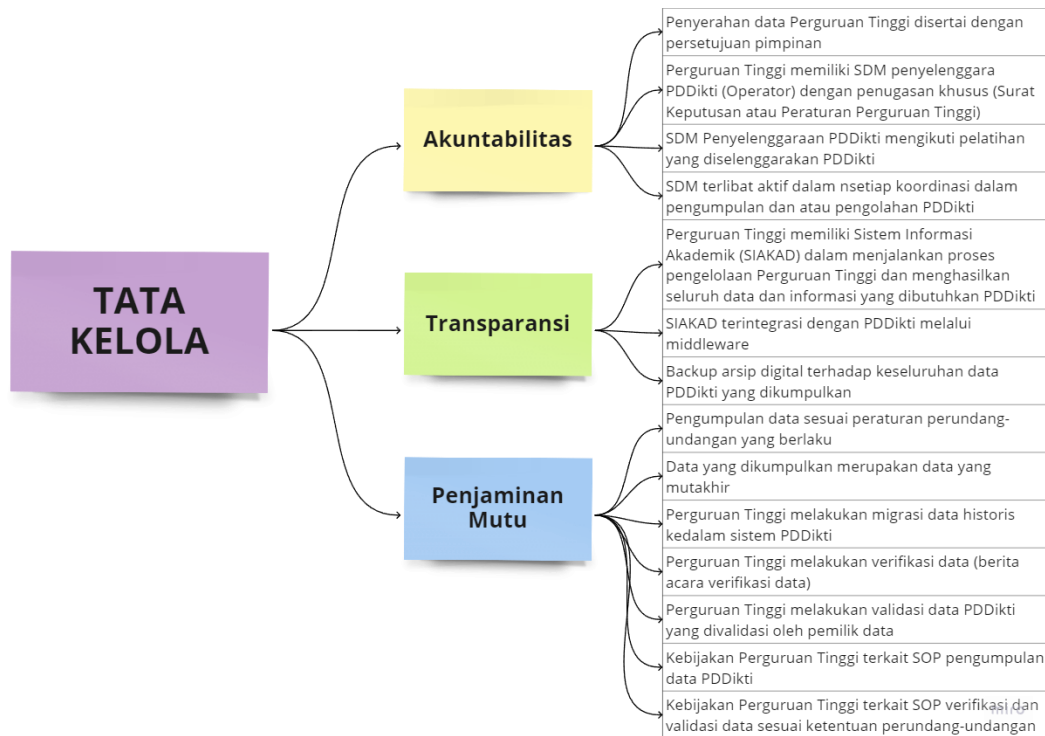 TATA
KELOLA
Akuntabilitas
Penyerahan data Perguruan Tinggi disertai dengan
persetujuan pimpinan
Perguruan Tinggi memiliki SDM penyelenggara
PDDikti (Operator) dengan penugasan khusus (Surat
Keputusan atau Peraturan Perguruan Tinggi)
SDM Penyelenggaraan PDDikti mengikuti pelatihan
yang diselenggarakan PDDikti
SDM terlibat aktif dalam nsetiap koordinasi dalam
pengumpulan dan atau pengolahan PDDikti
Transparansi
Perguruan Tinggi memiliki Sistem Informasi
Akademik (SIAKAD) dalam menjalankan proses
pengelolaan Perguruan Tinggi dan menghasilkan
seluruh data dan informasi yang dibutuhkan PDDikti
SIAKAD terintegrasi dengan PDDikti melalui
middleware
Backup arsip digital terhadap keseluruhan data
PDDikti yang dikumpulkan
Penjaminan
Mutu
Pengumpulan data sesuai peraturan perundang-
undangan yang berlaku
Data yang dikumpulkan merupakan data yang
mutakhir
Perguruan Tinggi melakukan migrasi data historis
kedalam sistem PDDikti
Perguruan Tinggi melakukan verifikasi data (berita
acara verifikasi data)
Perguruan Tinggi melakukan validasi data PDDikti
yang divalidasi oleh pemilik data
Kebijakan Perguruan Tinggi terkait SOP pengumpulan
data PDDikti
Kebijakan Perguruan Tinggi terkait SOP verifikasi dan
validasi data sesuai ketentuan perundang-undangan
miro